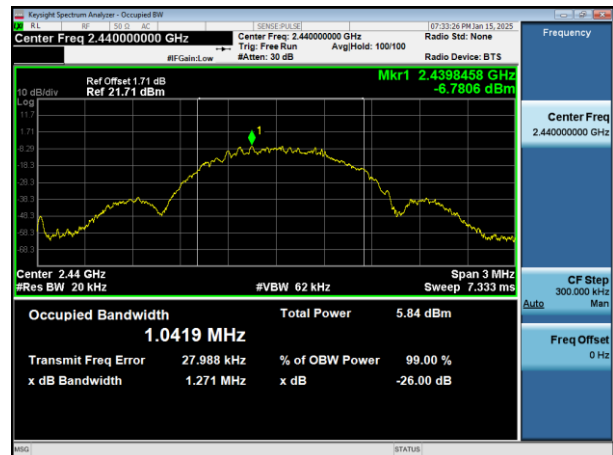 Keysight Spectrum Analyzer - Occupied BW
RL RF 50 Ω AC SENSE:PULSE 07:33:26 PM Jan 15, 2025
Center Freq 2.440000000 GHz Center Freq: 2.440000000 GHz Radio Std: None
Trig: Free Run Avg|Hold: 100/100
#IFGain:Low #Atten: 30 dB Radio Device: BTS
Frequency
Ref Offset 1.71 dB Mkr1 2.4398458 GHz
10 dB/div Ref 21.71 dBm -6.7806 dBm
Log
11.7
1.71
-8.29
-18.3
-28.3
-38.3
-48.3
-58.3
-68.3
1
Center Freq
2.440000000 GHz
Center 2.44 GHz Span 3 MHz
#Res BW 20 kHz #VBW 62 kHz Sweep 7.333 ms
CF Step
300.000 kHz
Auto Man
Occupied Bandwidth Total Power 5.84 dBm
1.0419 MHz
Transmit Freq Error 27.988 kHz % of OBW Power 99.00 %
x dB Bandwidth 1.271 MHz x dB -26.00 dB
Freq Offset
0 Hz
MSG STATUS